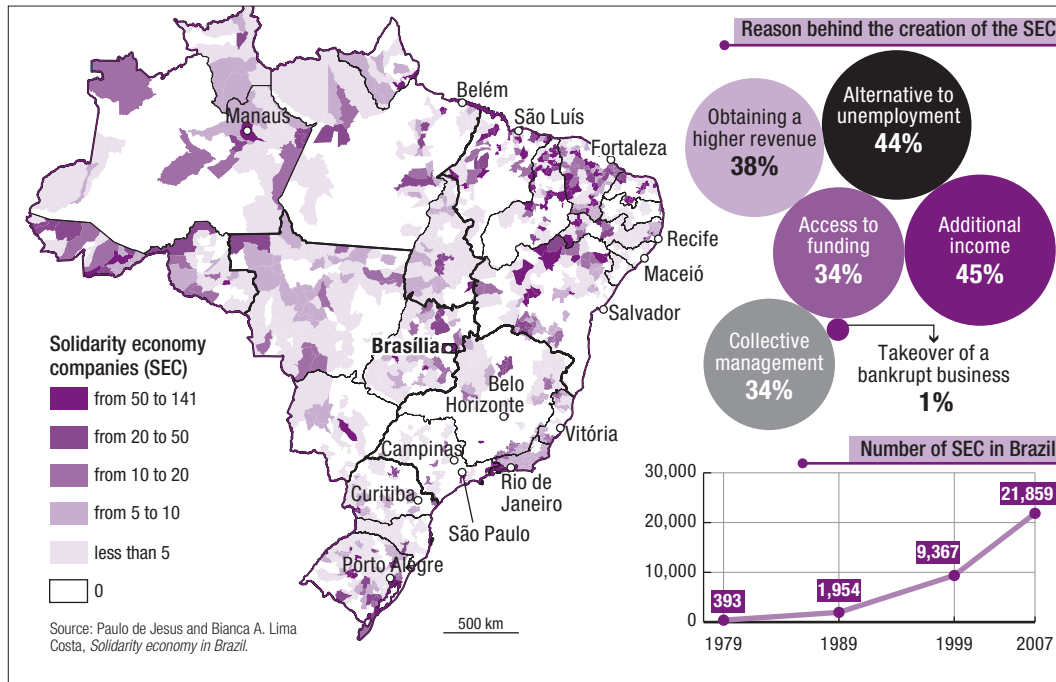 Reason behind the creation of the SEC
Obtaining a
higher revenue
38%
Alternative to
unemployment
44%
Access to
funding
34%
Additional
income
45%
Collective
management
34%
Takeover of a
bankrupt business
1%
Belém
São Luís
Manaus
Fortaleza
Recife
Maceió
Salvador
Brasília
Belo
Horizonte
Vitória
Campinas
Rio de
Janeiro
Curitiba
São Paulo
Pôrto Alegre
500 km
Solidarity economy
companies (SEC)
from 50 to 141
from 20 to 50
from 10 to 20
from 5 to 10
less than 5
0
Source: Paulo de Jesus and Bianca A. Lima
Costa, Solidarity economy in Brazil.
Number of SEC in Brazil
30,000
20,000
10,000
0
393
1,954
9,367
21,859
1979
1989
1999
2007